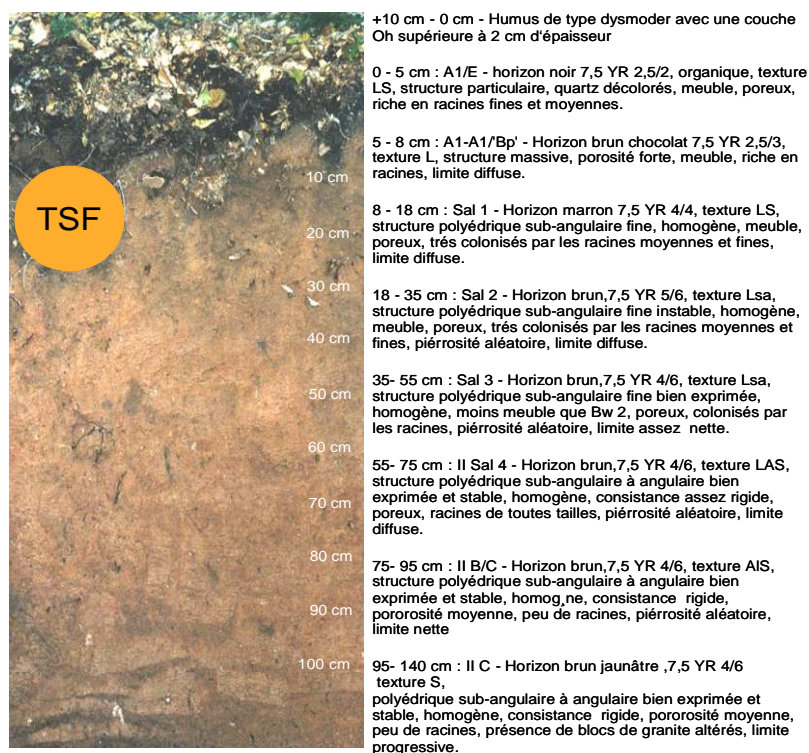 +10 cm - 0 cm - Humus de type dysmoder avec une couche
Oh supérieure à 2 cm d'épaisseur
0 - 5 cm : A1/E - horizon noir 7,5 YR 2,5/2, organique, texture
LS, structure particulaire, quartz décolorés, meuble, poreux,
riche en racines fines et moyennes.
5 - 8 cm : A1-A1/'Bp' - Horizon brun chocolat 7,5 YR 2,5/3,
texture L, structure massive, porosité forte, meuble, riche en
racines, limite diffuse.
8 - 18 cm : Sal 1 - Horizon marron 7,5 YR 4/4, texture LS,
structure polyédrique sub-angulaire fine, homogène, meuble,
poreux, trés colonisés par les racines moyennes et fines,
limite diffuse.
18 - 35 cm : Sal 2 - Horizon brun,7,5 YR 5/6, texture Lsa,
structure polyédrique sub-angulaire fine instable, homogène,
meuble, poreux, trés colonisés par les racines moyennes et
fines, piérrosité aléatoire, limite diffuse.
35- 55 cm : Sal 3 - Horizon brun,7,5 YR 4/6, texture Lsa,
structure polyédrique sub-angulaire fine bien exprimée,
homogène, moins meuble que Bw 2, poreux, colonisés par
les racines, piérrosité aléatoire, limite assez nette.
55- 75 cm : II Sal 4 - Horizon brun,7,5 YR 4/6, texture LAS,
structure polyédrique sub-angulaire à angulaire bien
exprimée et stable, homogène, consistance assez rigide,
poreux, racines de toutes tailles, piérrosité aléatoire, limite
diffuse.
75- 95 cm : II B/C - Horizon brun,7,5 YR 4/6, texture AlS,
structure polyédrique sub-angulaire à angulaire bien
exprimée et stable, homog¸ne, consistance rigide,
pororosité moyenne, peu de racines, piérrosité aléatoire,
limite nette
95- 140 cm : II C - Horizon brun jaunâtre ,7,5 YR 4/6
texture S,
polyédrique sub-angulaire à angulaire bien exprimée et
stable, homogène, consistance rigide, pororosité moyenne,
peu de racines, présence de blocs de granite altérés, limite
progressive.
TSF
10 cm
20 cm
30 cm
40 cm
50 cm
60 cm
70 cm
80 cm
90 cm
100 cm